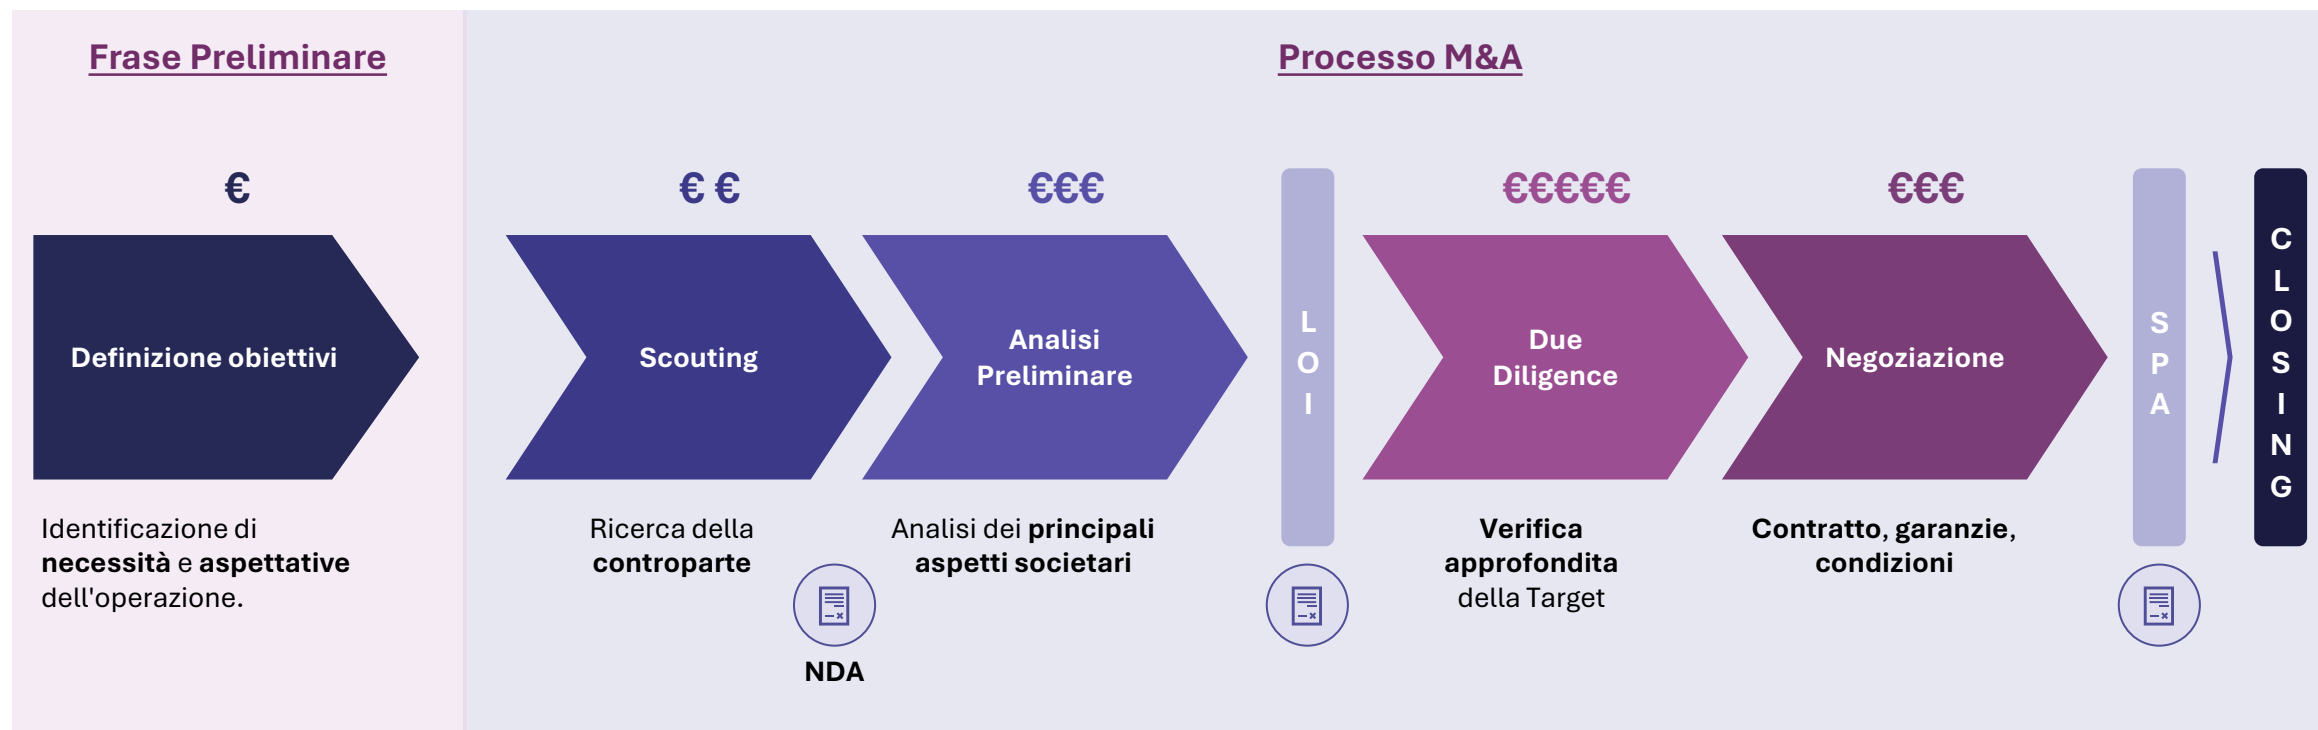 Frase Preliminare
Processo M&A
€
€ €
€€€
€€€€€
€€€
Definizione obiettivi
Scouting
Analisi
Preliminare
L
O
I
Due
Diligence
Negoziazione
S
P
A
C
L
O
S
I
N
G
Identificazione di
necessità e aspettative
dell'operazione.
Ricerca della
controparte
NDA
Analisi dei principali
aspetti societari
Verifica
approfondita
della Target
Contratto, garanzie,
condizioni